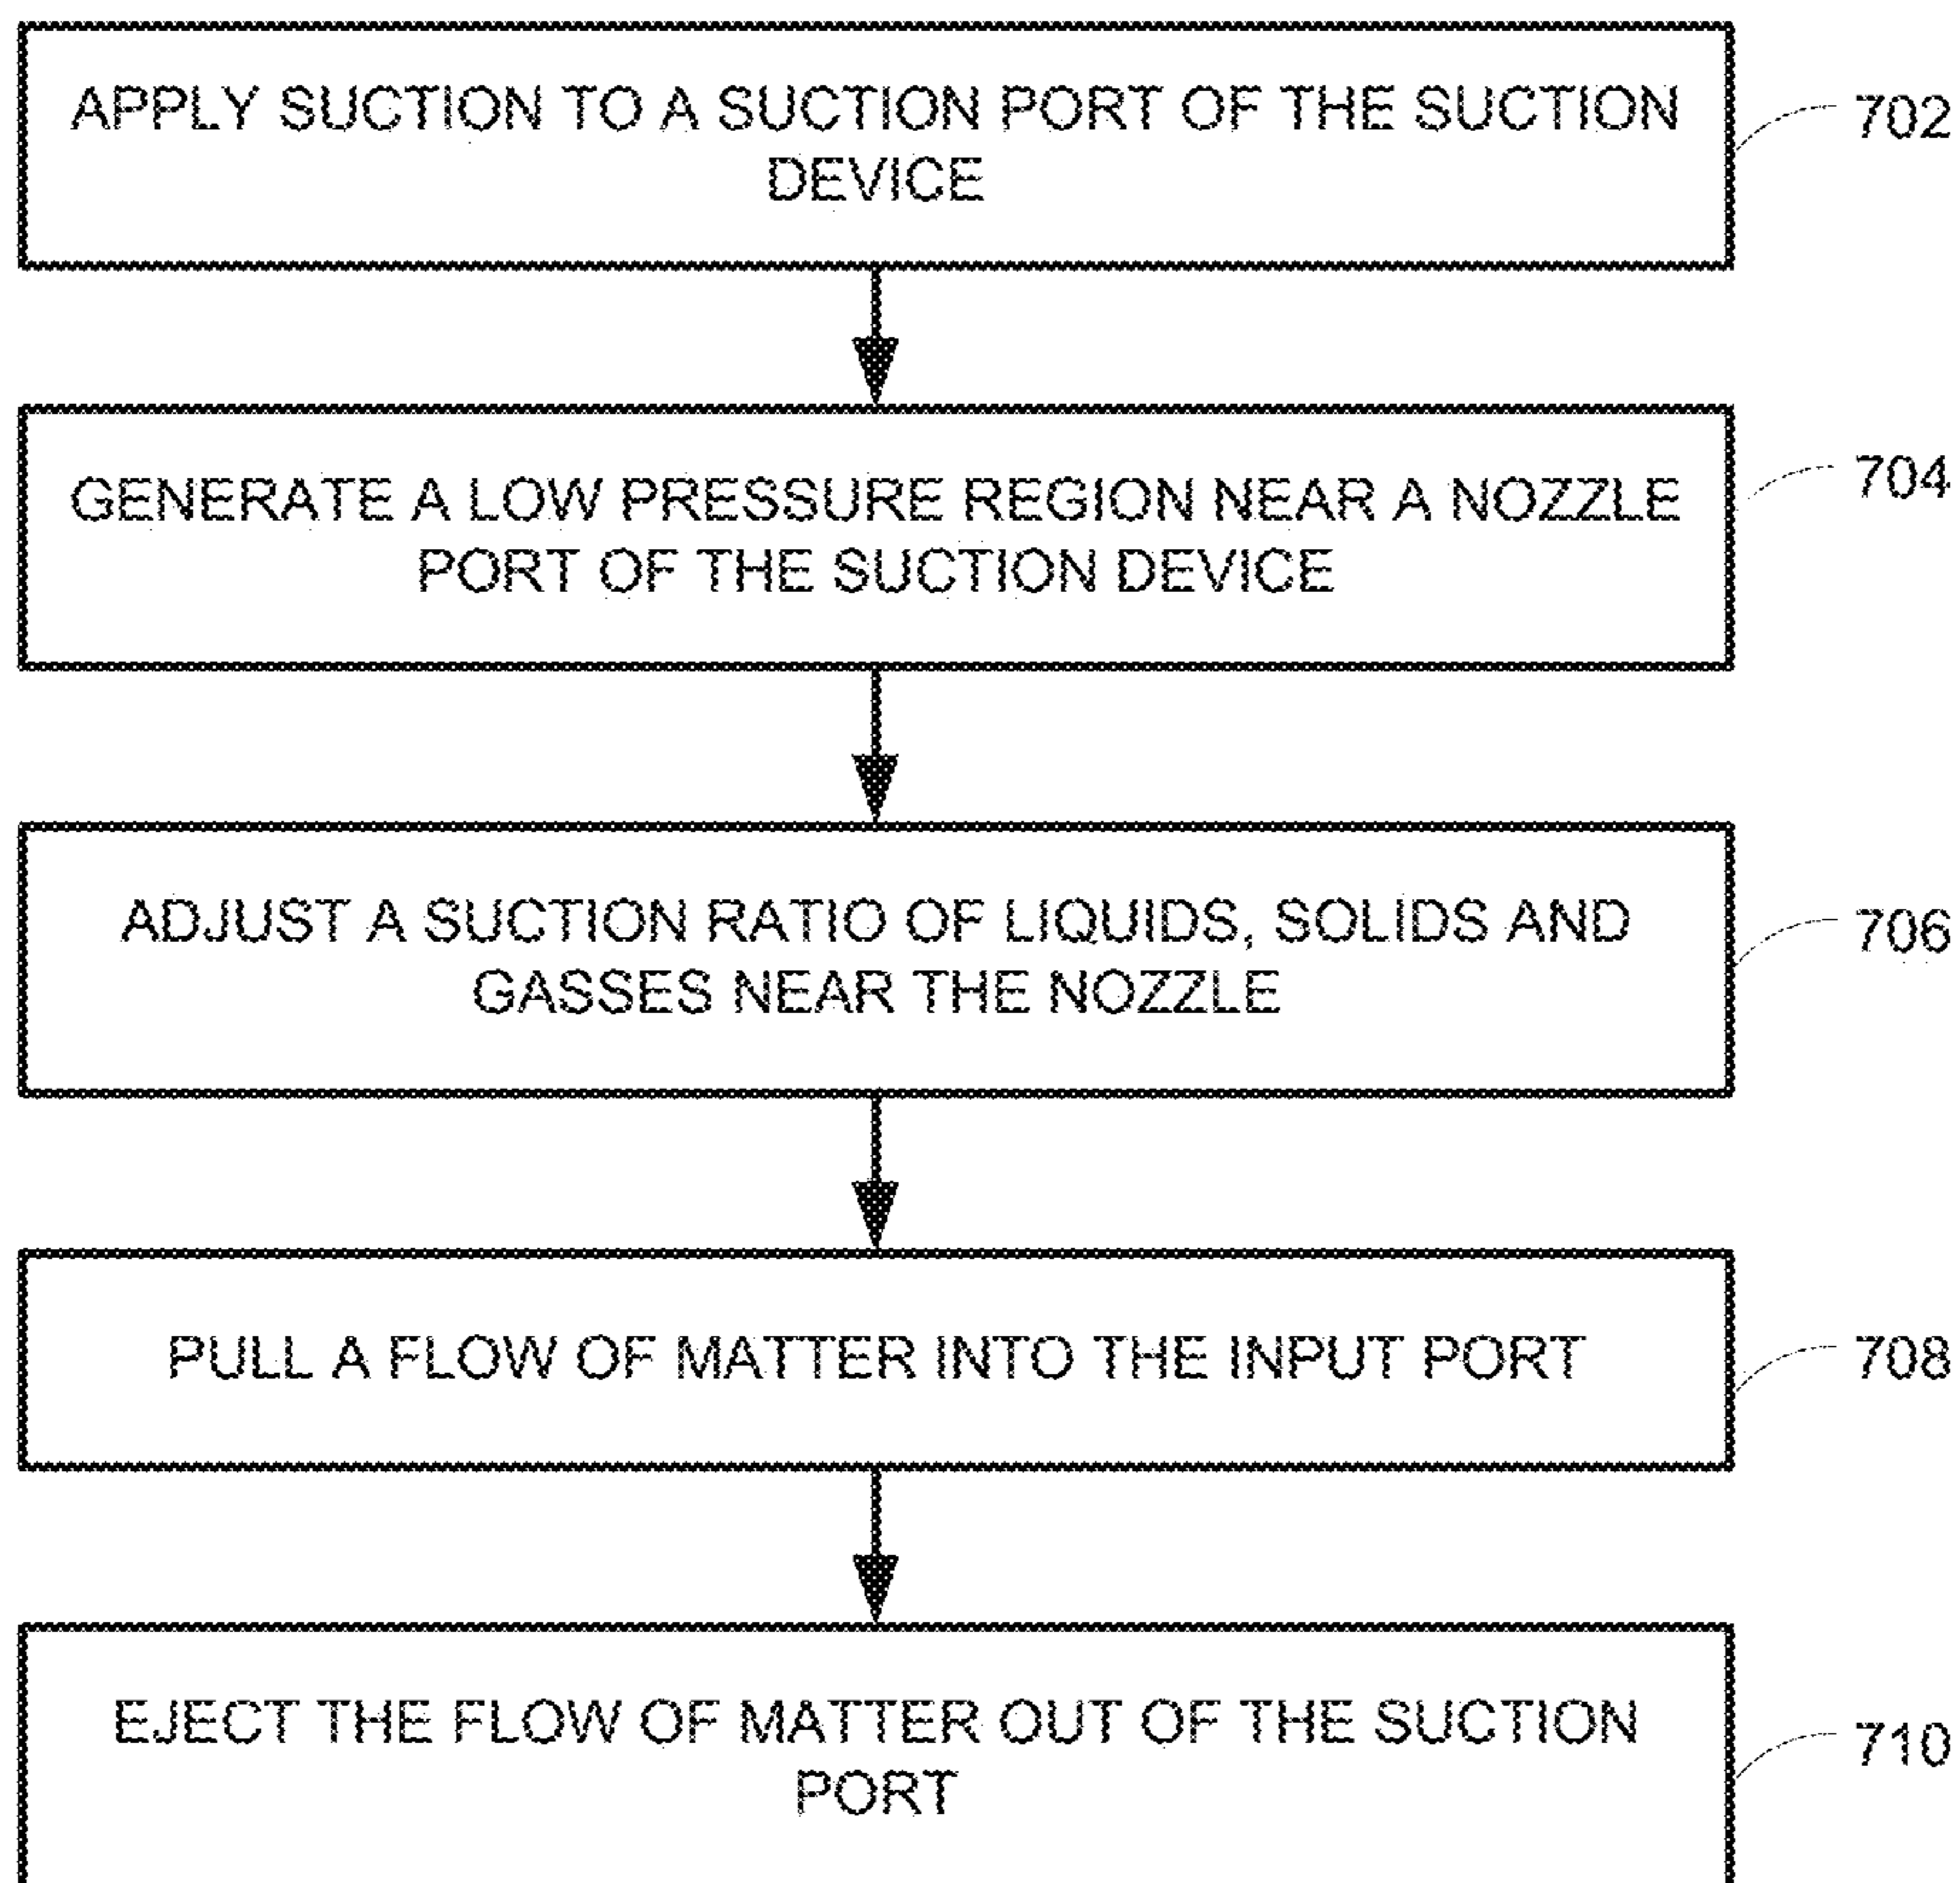 APPLY SUCTION TO A SUCTION PORT OF THE SUCTION
DEVICE
702
GENERATE A LOW PRESSURE REGION NEAR A NOZZLE
PORT OF THE SUCTION DEVICE
704
ADJUST A SUCTION RATIO OF LIQUIDS, SOLIDS AND
GASSES NEAR THE NOZZLE
706
PULL A FLOW OF MATTER INTO THE INPUT PORT
708
EJECT THE FLOW OF MATTER OUT OF THE SUCTION
PORT
710